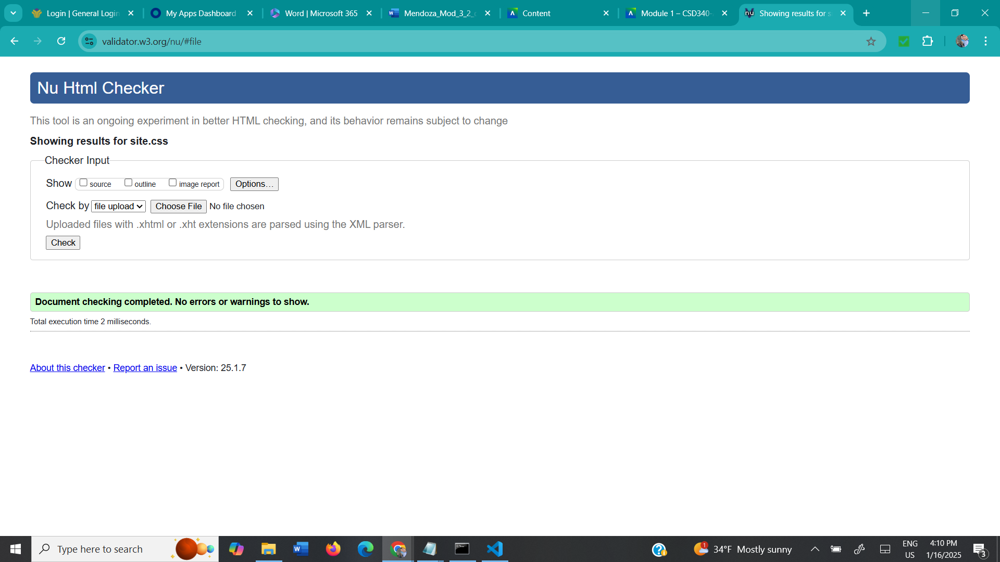 Login | General Login
My Apps Dashboard
Word | Microsoft 365
Mendoza_Mod_3_2_
Content
Module 1 – CSD340-
Showing results for s
validator.w3.org/nu/#file
Nu Html Checker
This tool is an ongoing experiment in better HTML checking, and its behavior remains subject to change
Showing results for site.css
Checker Input
Show source outline image report Options...
Check by file upload Choose File No file chosen
Uploaded files with .xhtml or .xht extensions are parsed using the XML parser.
Check
Document checking completed. No errors or warnings to show.
Total execution time 2 milliseconds.
About this checker • Report an issue • Version: 25.1.7
Type here to search
1
34°F Mostly sunny
ENG
US
4:10 PM
1/16/2025
3